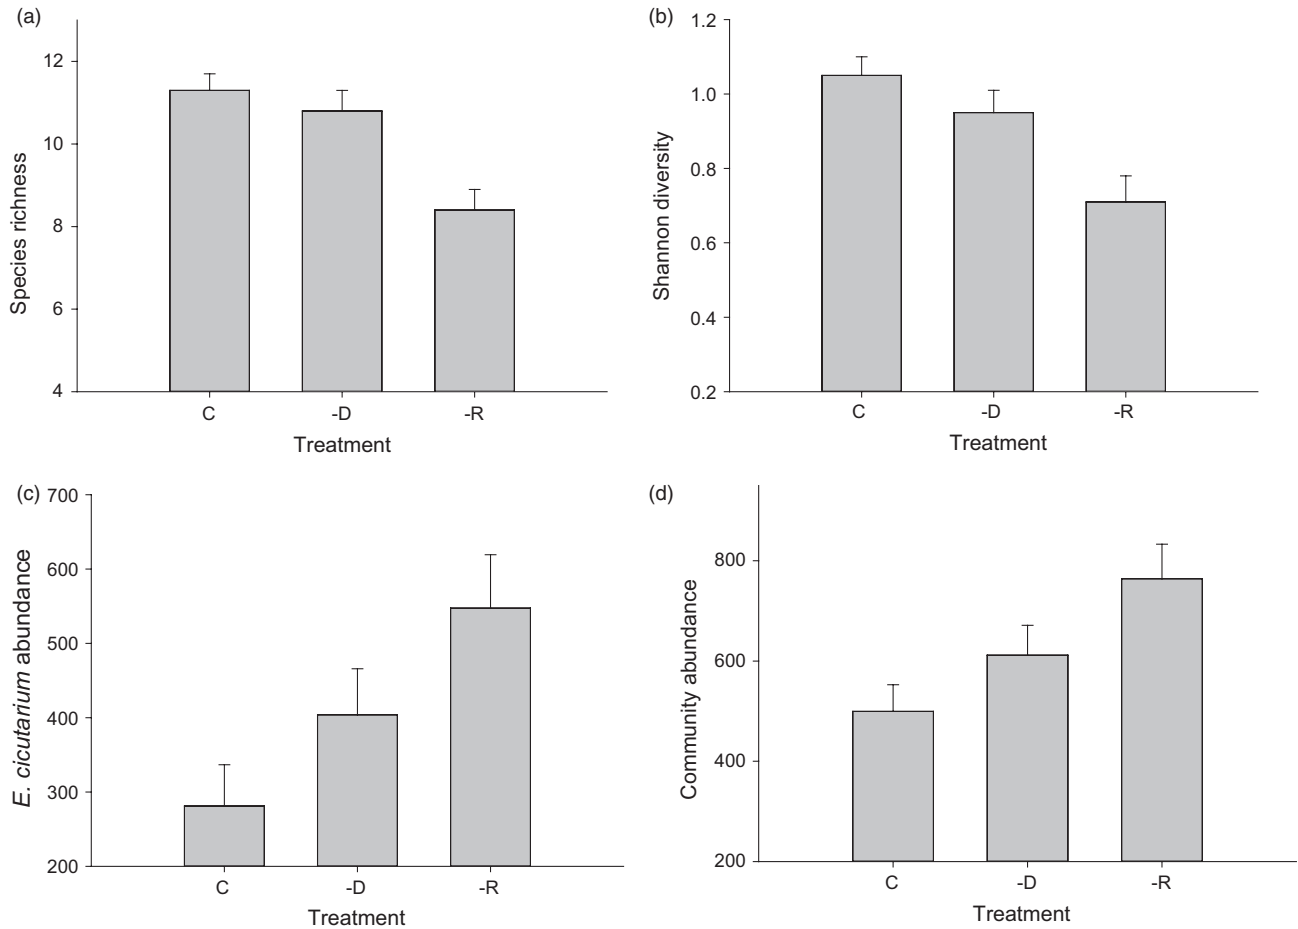 (a)
Species richness
12
10
8
6
4
C -D -R
Treatment
(b)
Shannon diversity
1.2
1.0
0.8
0.6
0.4
0.2
C -D -R
Treatment
(c)
E. cicutarium abundance
700
600
500
400
300
200
C -D -R
Treatment
(d)
Community abundance
800
600
400
200
C -D -R
Treatment